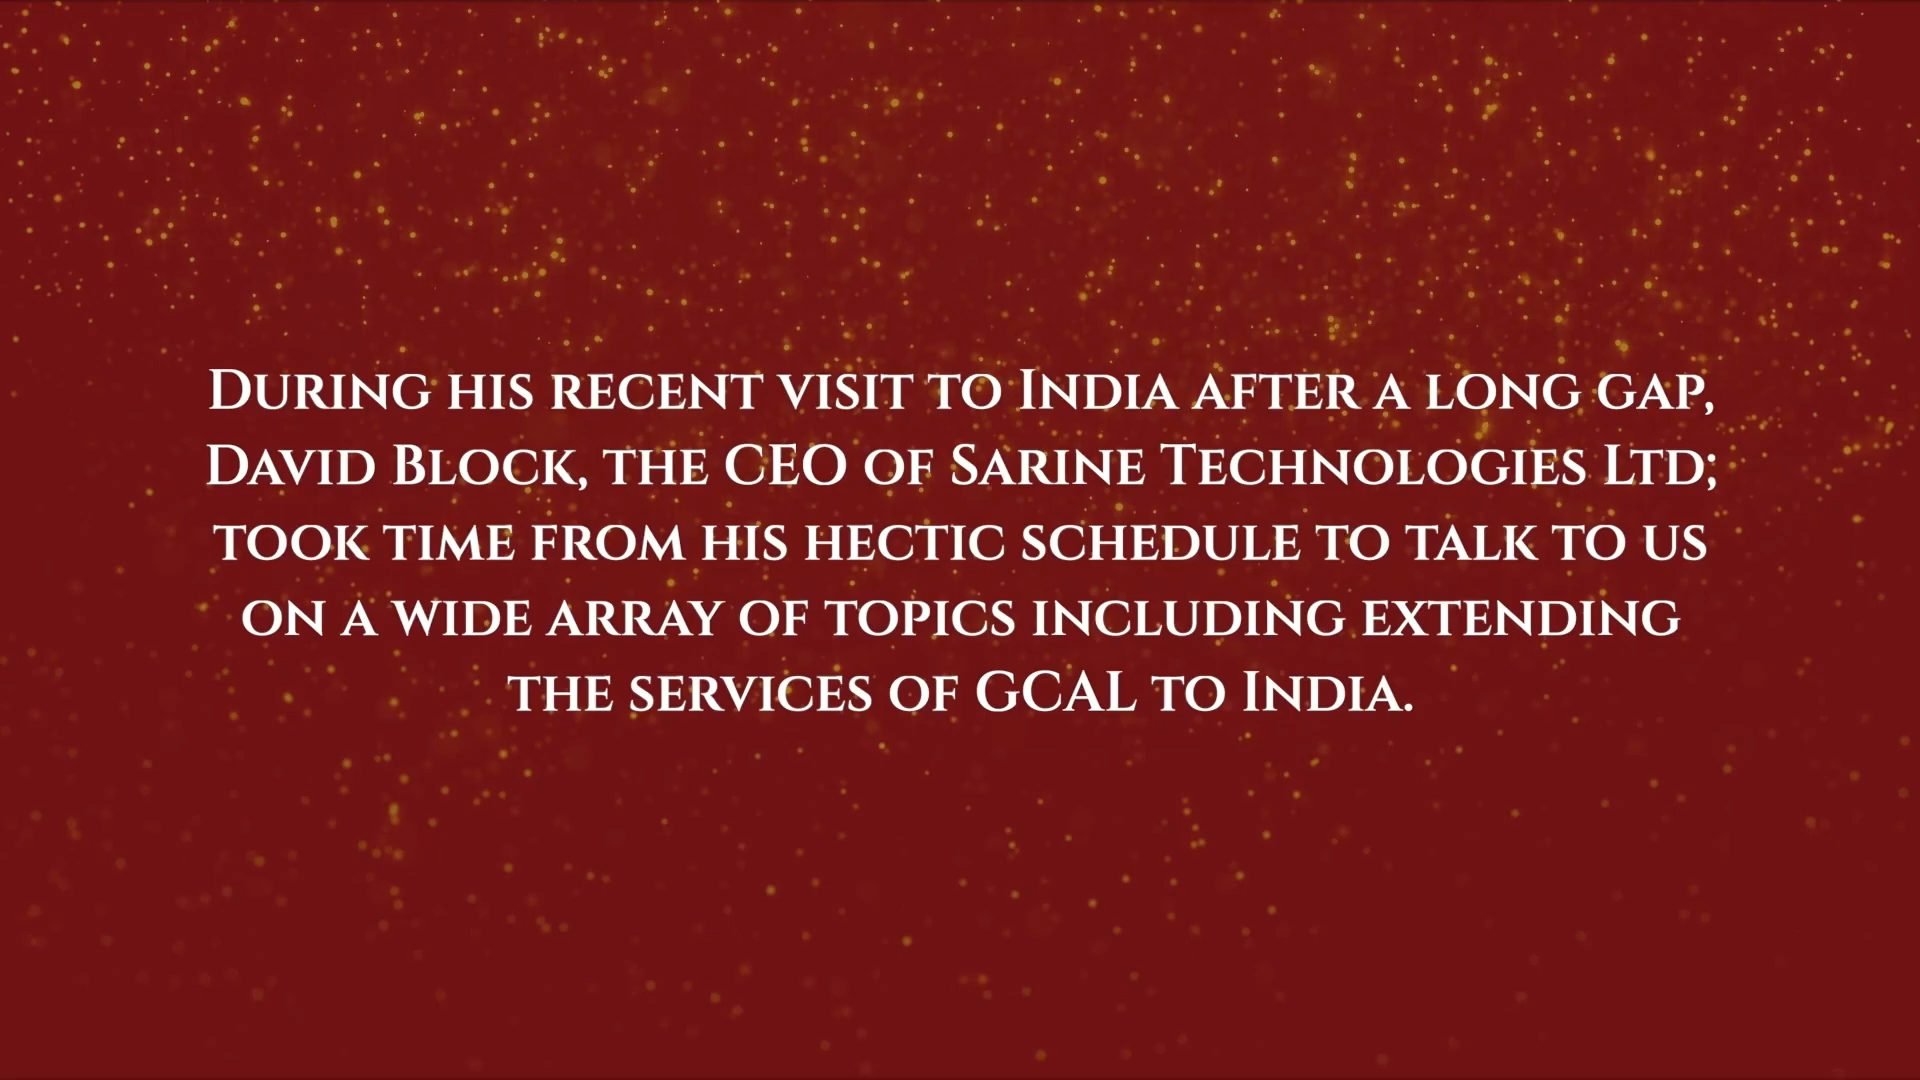 During his recent visit to India after a long gap,
David Block, the CEO of Sarine Technologies Ltd;
took time from his hectic schedule to talk to us
on a wide array of topics including extending
the services of GCAL to India.